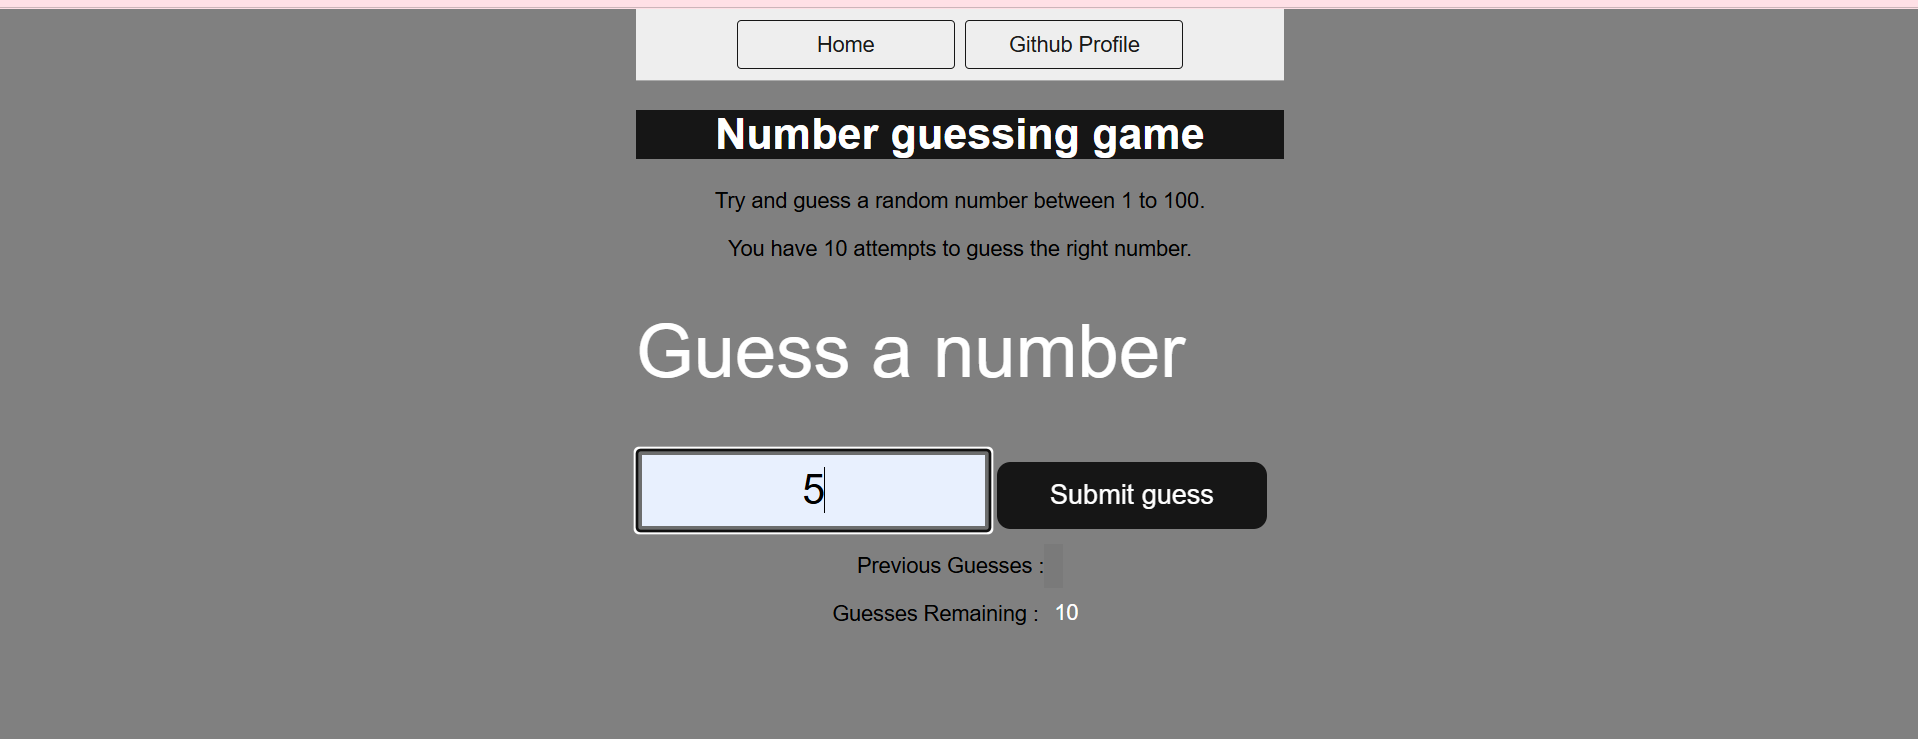 Home Github Profile
Number guessing game
Try and guess a random number between 1 to 100.
You have 10 attempts to guess the right number.
Guess a number
5 Submit guess
Previous Guesses :
Guesses Remaining : 10